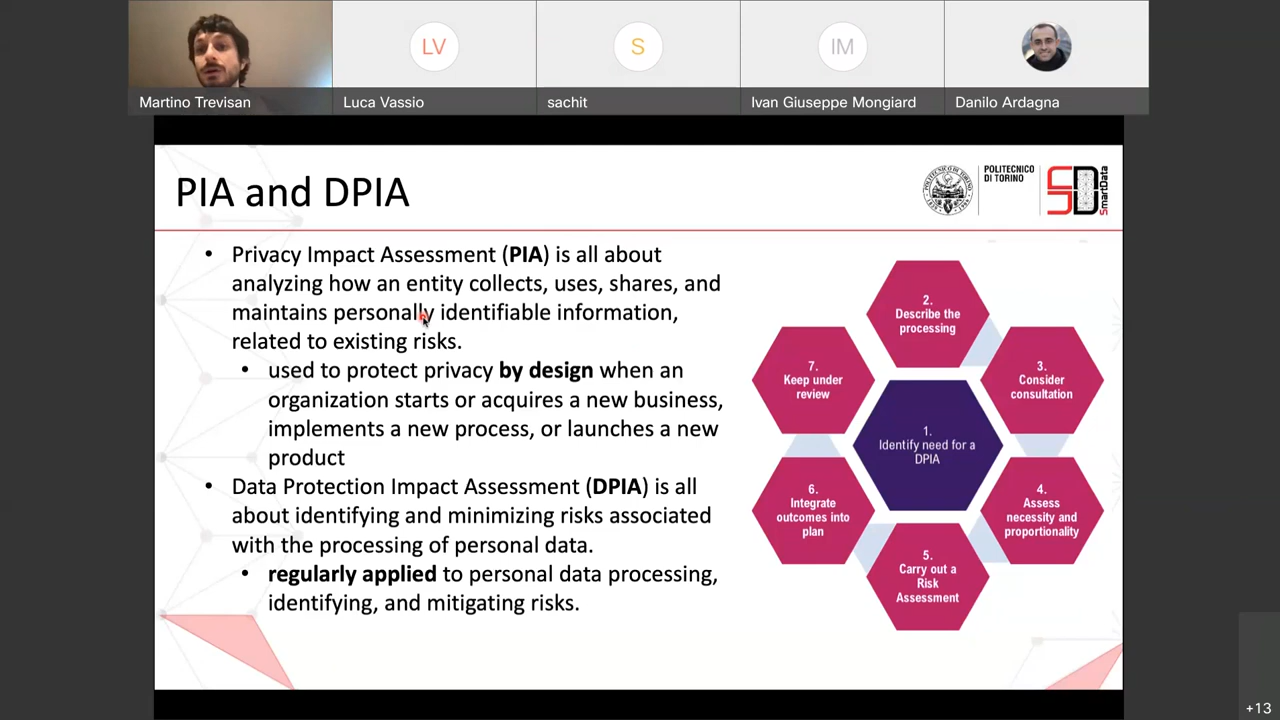 LV
S
IM
Martino Trevisan
Luca Vassio
sachit
Ivan Giuseppe Mongiard
Danilo Ardagna
PIA and DPIA
POLITECNICO
DI TORINO
SmartData
• Privacy Impact Assessment (PIA) is all about
analyzing how an entity collects, uses, shares, and
maintains personally identifiable information,
related to existing risks.
• used to protect privacy by design when an
organization starts or acquires a new business,
implements a new process, or launches a new
product
• Data Protection Impact Assessment (DPIA) is all
about identifying and minimizing risks associated
with the processing of personal data.
• regularly applied to personal data processing,
identifying, and mitigating risks.
1.
Identify need for a
DPIA
2.
Describe the
processing
3.
Consider
consultation
4.
Assess
necessity and
proportionality
5.
Carry out a
Risk
Assessment
6.
Integrate
outcomes into
plan
7.
Keep under
review
+13